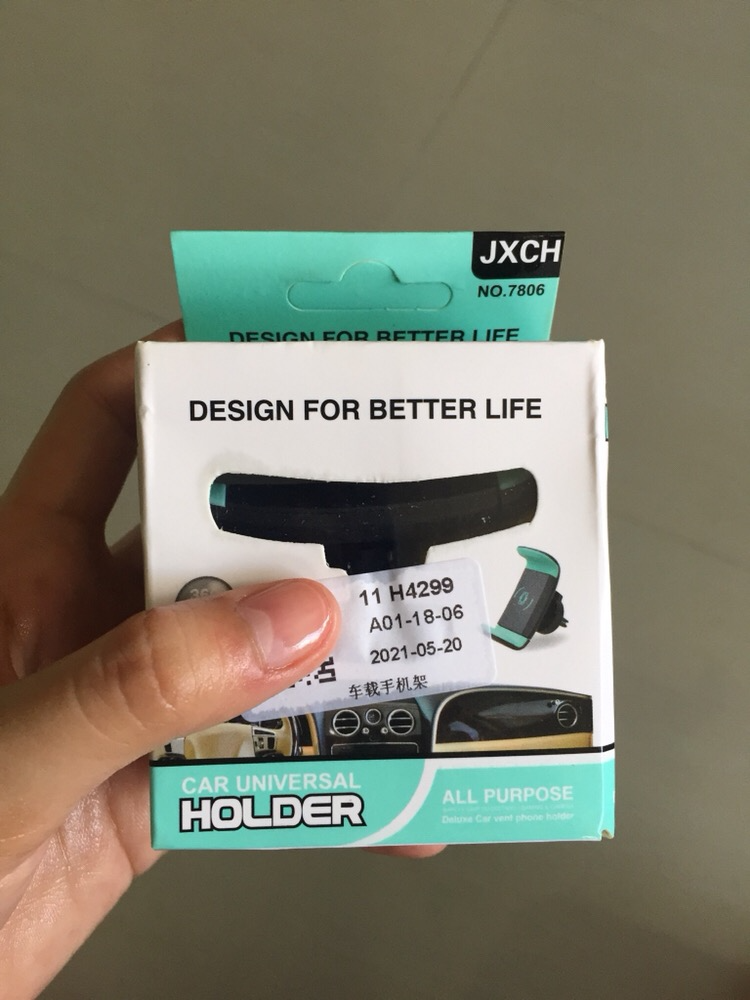 JXCH
NO.7806
DESIGN FOR BETTER LIFE
DESIGN FOR BETTER LIFE
11 H4299
A01-18-06
2021-05-20
车载手机架
CAR UNIVERSAL
HOLDER
ALL PURPOSE
Deluxe Car vent phone holder